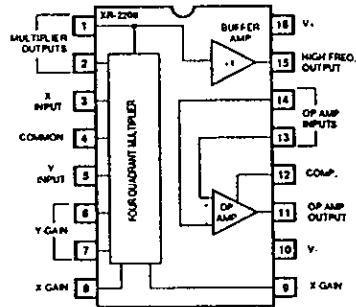 XR-2208
1
MULTIPLIER
OUTPUTS
2
X
INPUT
3
COMMON
4
Y
INPUT
5
Y-GAIN
6
7
X GAIN
8
FOUR QUADRANT MULTIPLIER
BUFFER
AMP
+1
OP
AMP
16
V+
15
HIGH FREQ.
OUTPUT
14
OP AMP
INPUTS
13
12
COMP.
11
OP AMP
OUTPUT
10
V-
9
X GAIN